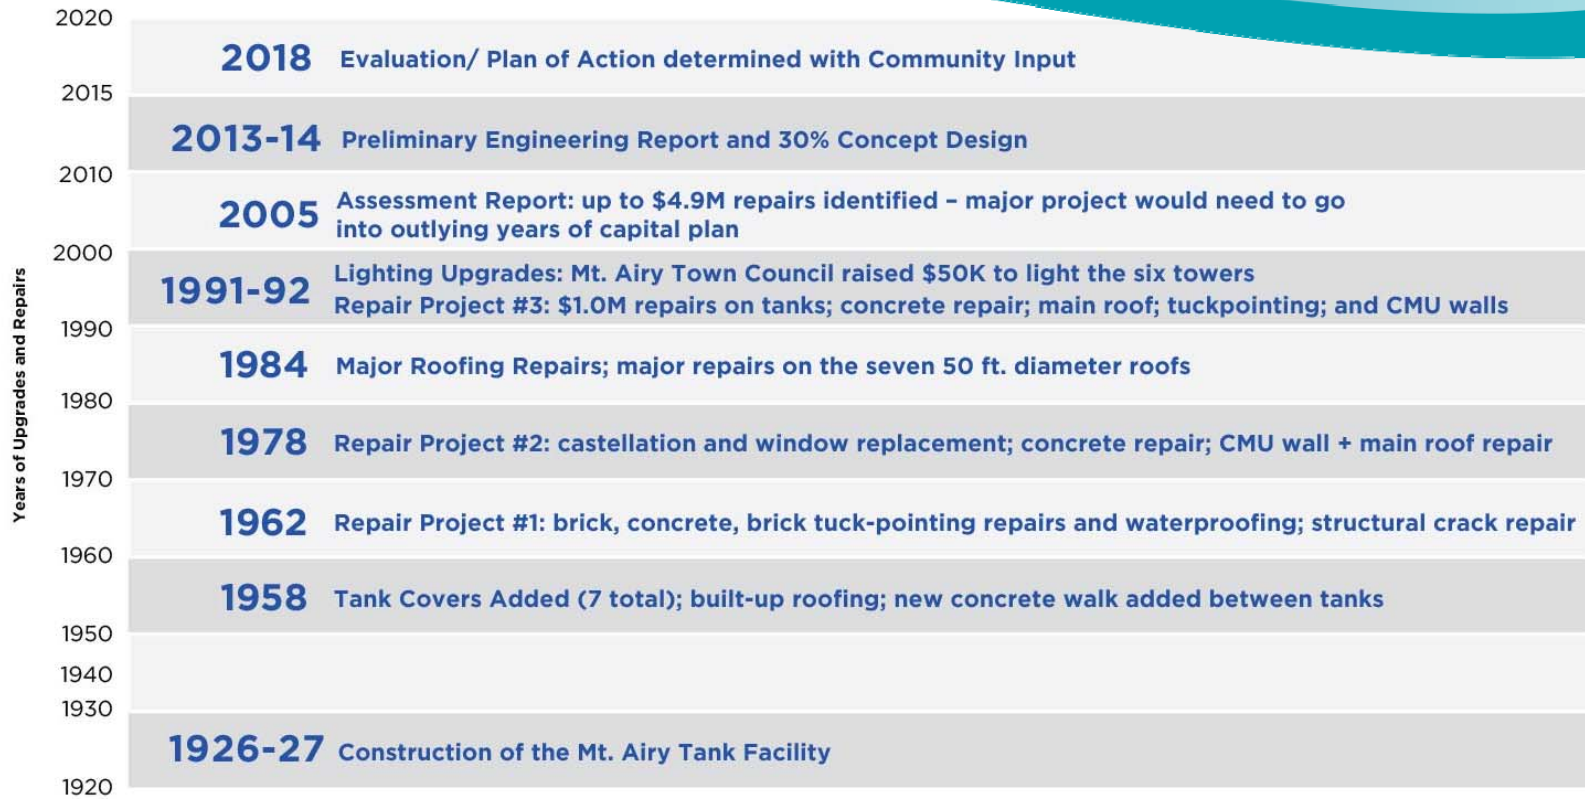 Years of Upgrades and Repairs
2020
2018 Evaluation/ Plan of Action determined with Community Input
2015
2013-14 Preliminary Engineering Report and 30% Concept Design
2010
2005 Assessment Report: up to $4.9M repairs identified – major project would need to go
into outlying years of capital plan
2000
1991-92 Lighting Upgrades: Mt. Airy Town Council raised $50K to light the six towers
Repair Project #3: $1.0M repairs on tanks; concrete repair; main roof; tuckpointing; and CMU walls
1990
1984 Major Roofing Repairs; major repairs on the seven 50 ft. diameter roofs
1980
1978 Repair Project #2: castellation and window replacement; concrete repair; CMU wall + main roof repair
1970
1962 Repair Project #1: brick, concrete, brick tuck-pointing repairs and waterproofing; structural crack repair
1960
1958 Tank Covers Added (7 total); built-up roofing; new concrete walk added between tanks
1950
1940
1930
1926-27 Construction of the Mt. Airy Tank Facility
1920